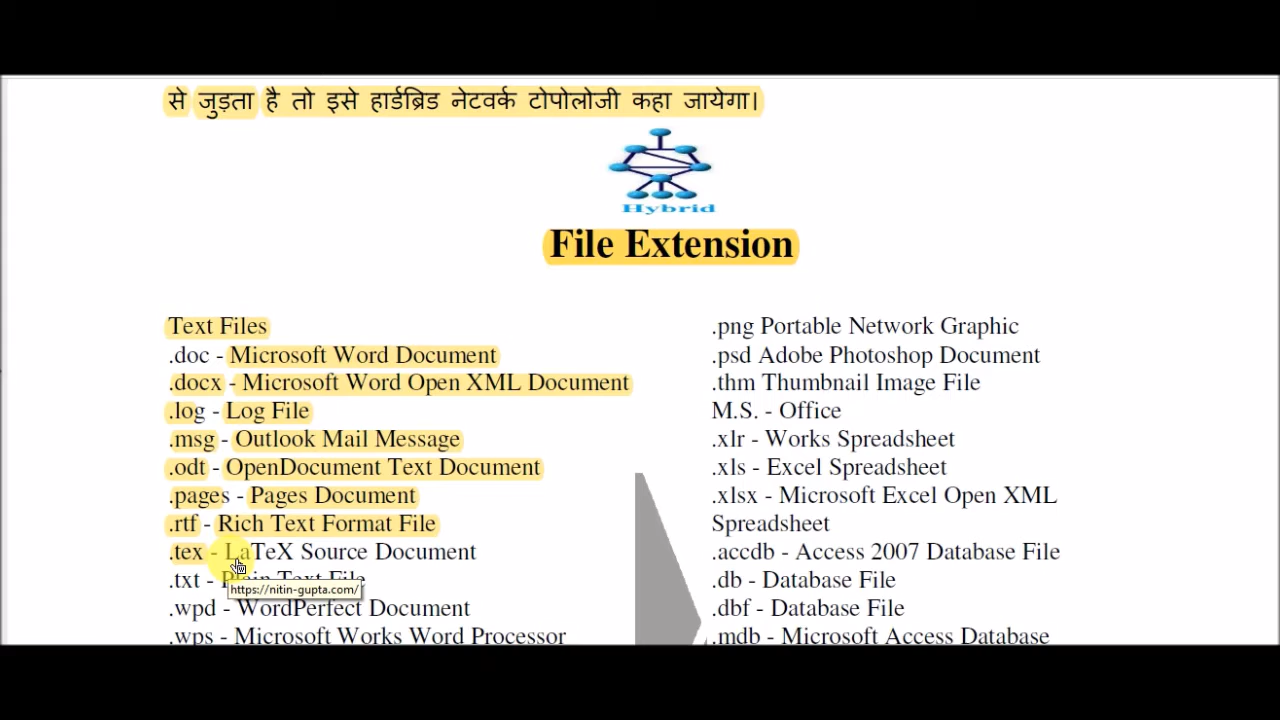 से जुड़ता है तो इसे हार्डब्रिड नेटवर्क टोपोलोजी कहा जायेगा।
Hybrid
File Extension
Text Files
.doc - Microsoft Word Document
.docx - Microsoft Word Open XML Document
.log - Log File
.msg - Outlook Mail Message
.odt - OpenDocument Text Document
.pages - Pages Document
.rtf - Rich Text Format File
.tex - LaTeX Source Document
.txt - Plain Text File
https://nitin-gupta.com/
.wpd - WordPerfect Document
.wps - Microsoft Works Word Processor
.png Portable Network Graphic
.psd Adobe Photoshop Document
.thm Thumbnail Image File
M.S. - Office
.xlr - Works Spreadsheet
.xls - Excel Spreadsheet
.xlsx - Microsoft Excel Open XML
Spreadsheet
.accdb - Access 2007 Database File
.db - Database File
.dbf - Database File
.mdb - Microsoft Access Database